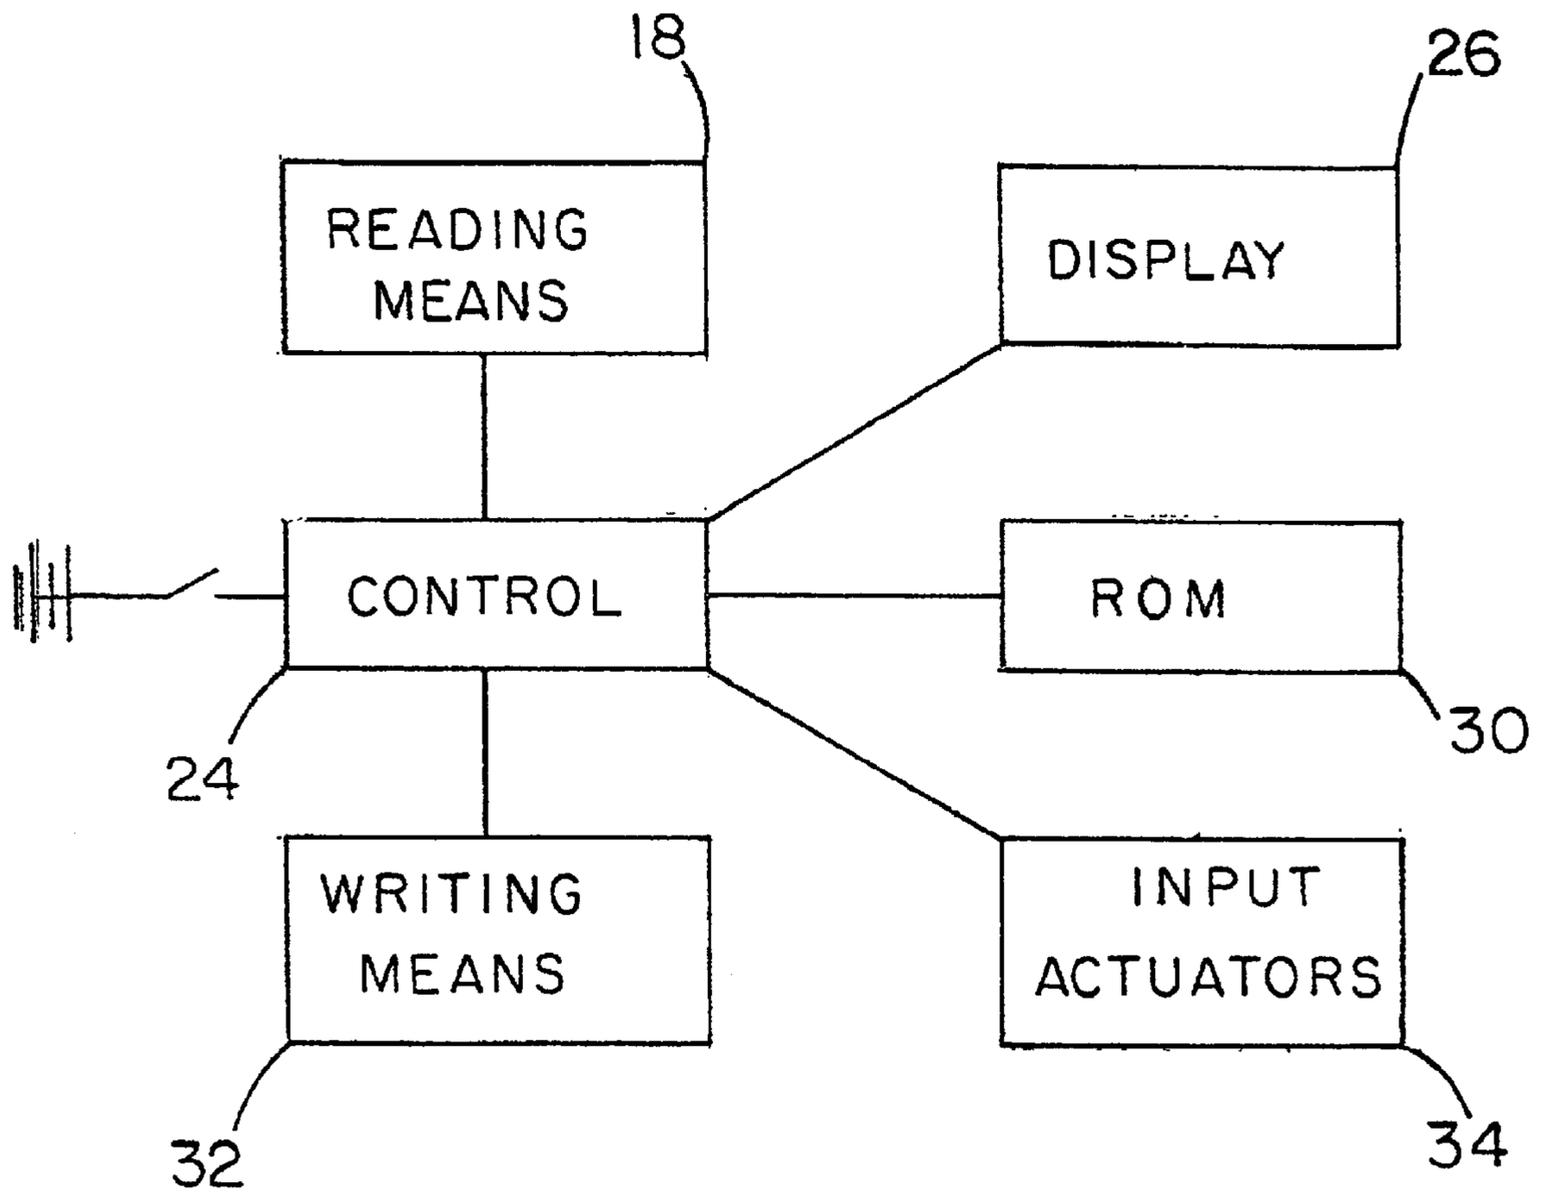 18
26
READING
MEANS
DISPLAY
CONTROL
ROM
24
30
WRITING
MEANS
INPUT
ACTUATORS
32
34